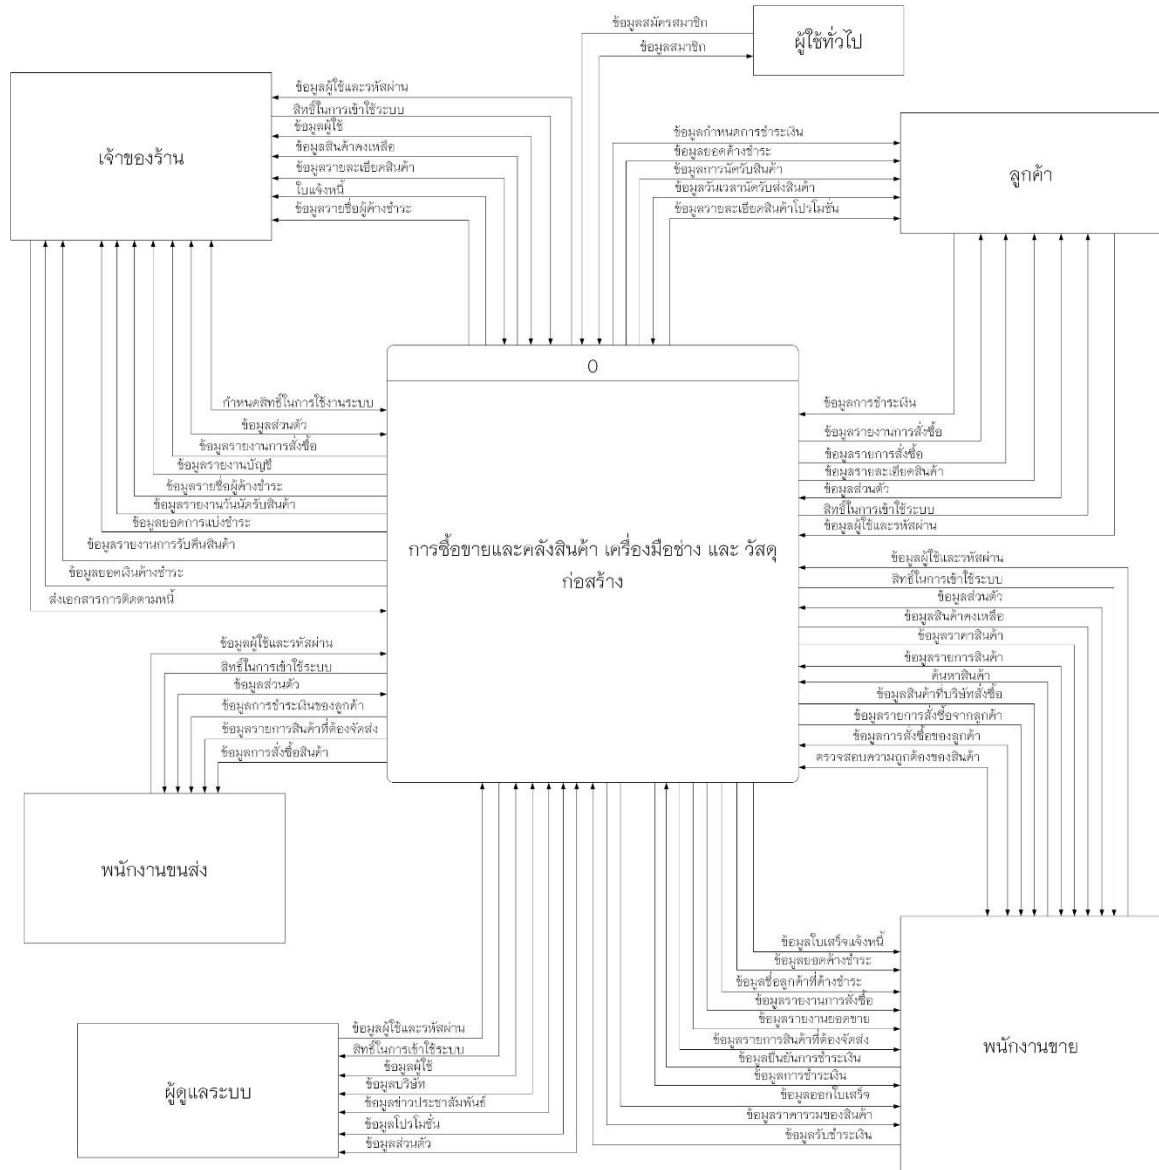 ข้อมูลสมัครสมาชิก
ข้อมูลสมาชิก
ผู้ใช้ทั่วไป
เจ้าของร้าน
ข้อมูลผู้ใช้และรหัสผ่าน
สิทธิ์ในการเข้าใช้ระบบ
ข้อมูลผู้ใช้
ข้อมูลสินค้าคงเหลือ
ข้อมูลรายละเอียดสินค้า
ใบแจ้งหนี้
ข้อมูลรายชื่อผู้ค้างชำระ
ข้อมูลกำหนดการชำระเงิน
ข้อมูลยอดค้างชำระ
ข้อมูลการนัดรับสินค้า
ข้อมูลวันเวลานัดรับส่งสินค้า
ข้อมูลรายละเอียดสินค้าโปรโมชั่น
ลูกค้า
0
การซื้อขายและคลังสินค้า เครื่องมือช่าง และ วัสดุ
ก่อสร้าง
กำหนดสิทธิ์ในการใช้งานระบบ
ข้อมูลส่วนตัว
ข้อมูลรายงานการสั่งซื้อ
ข้อมูลรายงานบัญชี
ข้อมูลรายชื่อผู้ค้างชำระ
ข้อมูลรายงานวันนัดรับสินค้า
ข้อมูลยอดการแบ่งชำระ
ข้อมูลรายงานการรับคืนสินค้า
ข้อมูลยอดเงินค้างชำระ
ส่งเอกสารการติดตามหนี้
ข้อมูลการชำระเงิน
ข้อมูลรายงานการสั่งซื้อ
ข้อมูลรายการสั่งซื้อ
ข้อมูลรายละเอียดสินค้า
ข้อมูลส่วนตัว
สิทธิ์ในการเข้าใช้ระบบ
ข้อมูลผู้ใช้และรหัสผ่าน
ข้อมูลผู้ใช้และรหัสผ่าน
สิทธิ์ในการเข้าใช้ระบบ
ข้อมูลส่วนตัว
ข้อมูลสินค้าคงเหลือ
ข้อมูลราคาสินค้า
ข้อมูลรายการสินค้า
ค้นหาสินค้า
ข้อมูลสินค้าที่บริษัทสั่งซื้อ
ข้อมูลรายการสั่งซื้อจากลูกค้า
ข้อมูลการสั่งซื้อของลูกค้า
ตรวจสอบความถูกต้องของสินค้า
ข้อมูลผู้ใช้และรหัสผ่าน
สิทธิ์ในการเข้าใช้ระบบ
ข้อมูลส่วนตัว
ข้อมูลการชำระเงินของลูกค้า
ข้อมูลรายการสินค้าที่ต้องจัดส่ง
ข้อมูลการสั่งซื้อสินค้า
พนักงานขนส่ง
ข้อมูลใบเสร็จแจ้งหนี้
ข้อมูลยอดค้างชำระ
ข้อมูลชื่อลูกค้าที่ค้างชำระ
ข้อมูลรายงานการสั่งซื้อ
ข้อมูลรายงานยอดขาย
ข้อมูลรายการสินค้าที่ต้องจัดส่ง
ข้อมูลยืนยันการชำระเงิน
ข้อมูลการชำระเงิน
ข้อมูลออกใบเสร็จ
ข้อมูลราคารวมของสินค้า
ข้อมูลรับชำระเงิน
พนักงานขาย
ข้อมูลผู้ใช้และรหัสผ่าน
สิทธิ์ในการเข้าใช้ระบบ
ข้อมูลผู้ใช้
ข้อมูลบริษัท
ข้อมูลข่าวประชาสัมพันธ์
ข้อมูลโปรโมชั่น
ข้อมูลส่วนตัว
ผู้ดูแลระบบ